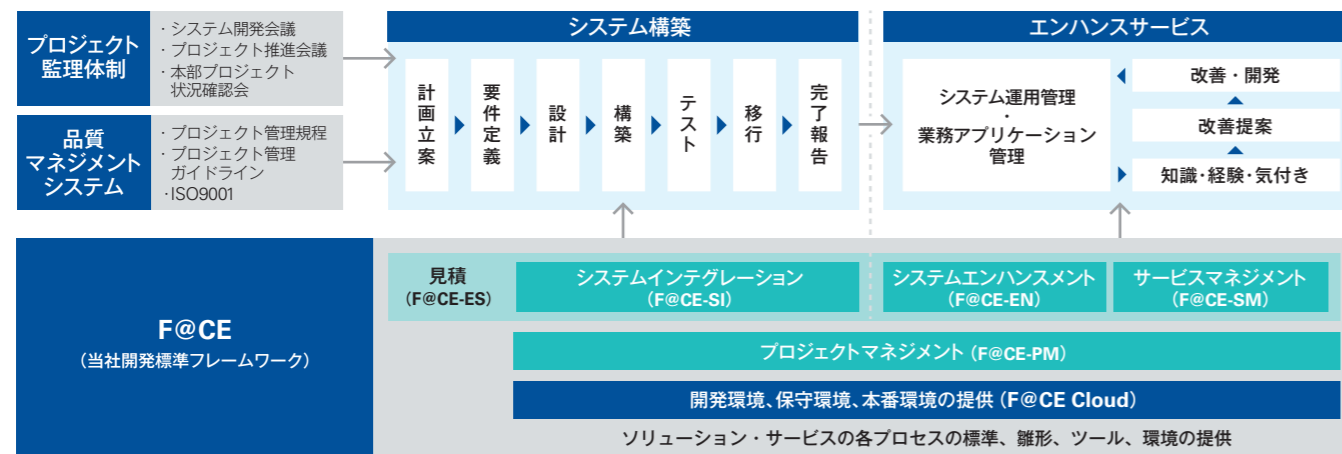 プロジェクト
監理体制
・システム開発会議
・プロジェクト推進会議
・本部プロジェクト
状況確認会
品質
マネジメント
システム
・プロジェクト管理規程
・プロジェクト管理
ガイドライン
・ISO9001
システム構築
計画立案
要件定義
設計
構築
テスト
移行
完了報告
エンハンスサービス
システム運用管理
・
業務アプリケーション
管理
改善・開発
改善提案
知識・経験・気付き
F@CE
（当社開発標準フレームワーク）
見積
（F@CE-ES）
システムインテグレーション
（F@CE-SI）
システムエンハンスメント
（F@CE-EN）
サービスマネジメント
（F@CE-SM）
プロジェクトマネジメント（F@CE-PM）
開発環境、保守環境、本番環境の提供（F@CE Cloud）
ソリューション・サービスの各プロセスの標準、雛形、ツール、環境の提供